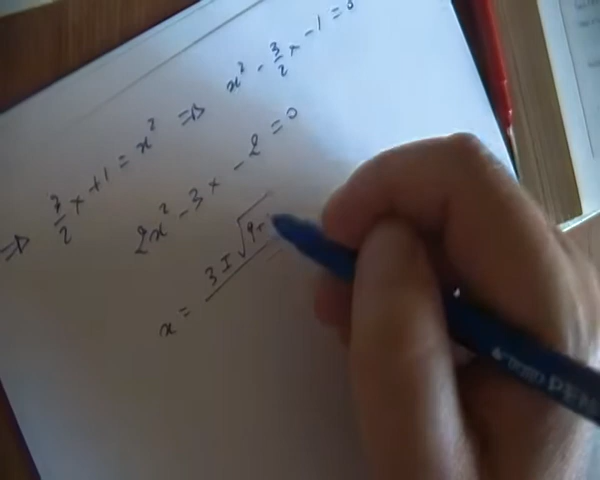 ⇒ 3/2 x + 1 = x² ⇒ x² - 3/2 x - 1 = 0
2x² - 3x - 2 = 0
x = 3 ± √9+